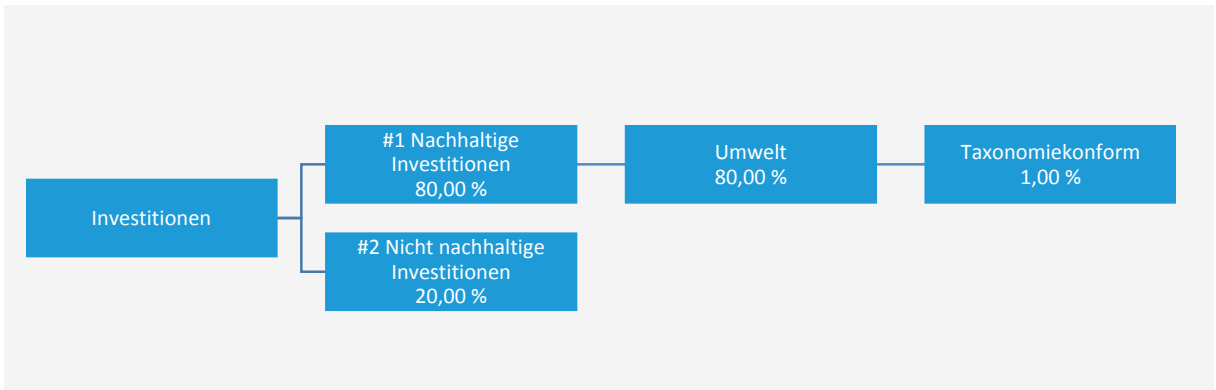 Investitionen
#1 Nachhaltige
Investitionen
80,00 %
Umwelt
80,00 %
Taxonomiekonform
1,00 %
#2 Nicht nachhaltige
Investitionen
20,00 %